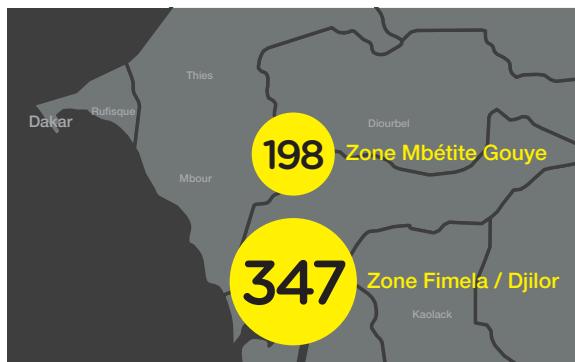 Thies
Rufisque
Dakar
Diourbel
198 Zone Mbétite Gouye
Mbour
347 Zone Fimela / Djilor
Kaolack